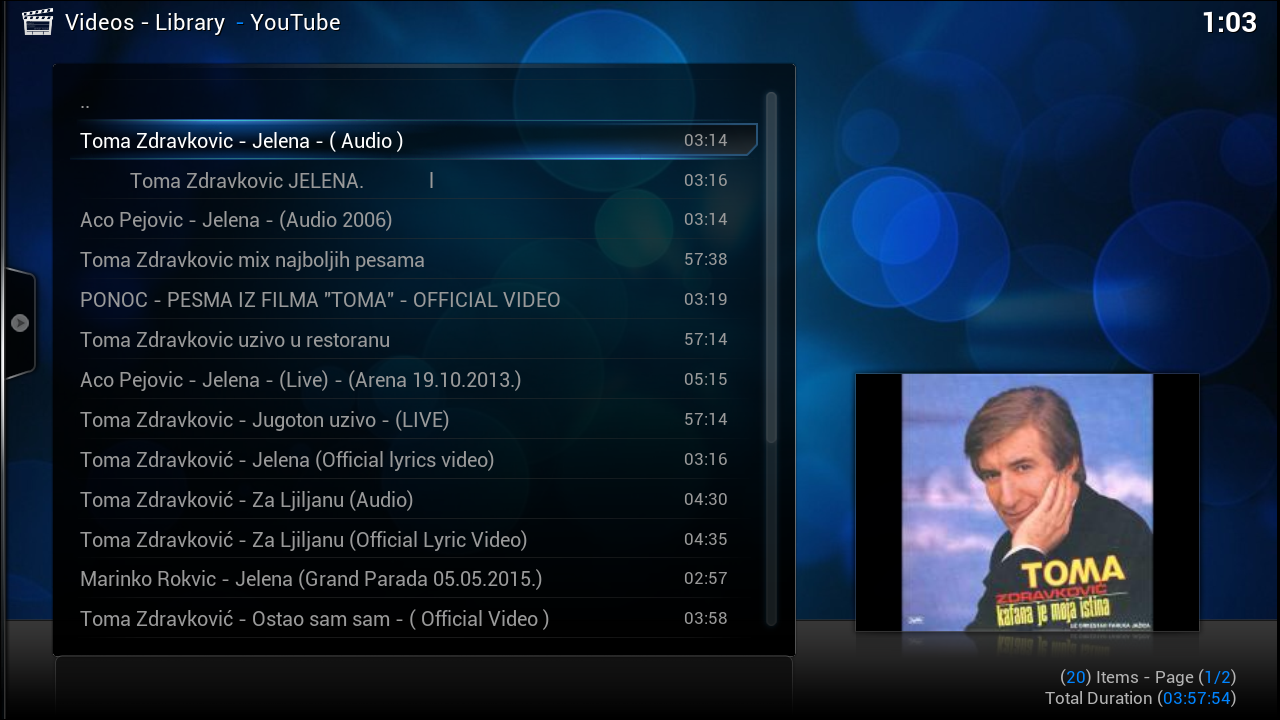 Videos - Library - YouTube
1:03
..
Toma Zdravkovic - Jelena - ( Audio ) 03:14
Toma Zdravkovic JELENA. l 03:16
Aco Pejovic - Jelena - (Audio 2006) 03:14
Toma Zdravkovic mix najboljih pesama 57:38
PONOC - PESMA IZ FILMA "TOMA" - OFFICIAL VIDEO 03:19
Toma Zdravkovic uzivo u restoranu 57:14
Aco Pejovic - Jelena - (Live) - (Arena 19.10.2013.) 05:15
Toma Zdravkovic - Jugoton uzivo - (LIVE) 57:14
Toma Zdravković - Jelena (Official lyrics video) 03:16
Toma Zdravković - Za Ljiljanu (Audio) 04:30
Toma Zdravković - Za Ljiljanu (Official Lyric Video) 04:35
Marinko Rokvic - Jelena (Grand Parada 05.05.2015.) 02:57
Toma Zdravković - Ostao sam sam - ( Official Video ) 03:58
TOMA
ZDRAVKOVIĆ
kafana je moja istina
UZ ORKESTAR FARUKA JAŽIĆA
(20) Items - Page (1/2)
Total Duration (03:57:54)